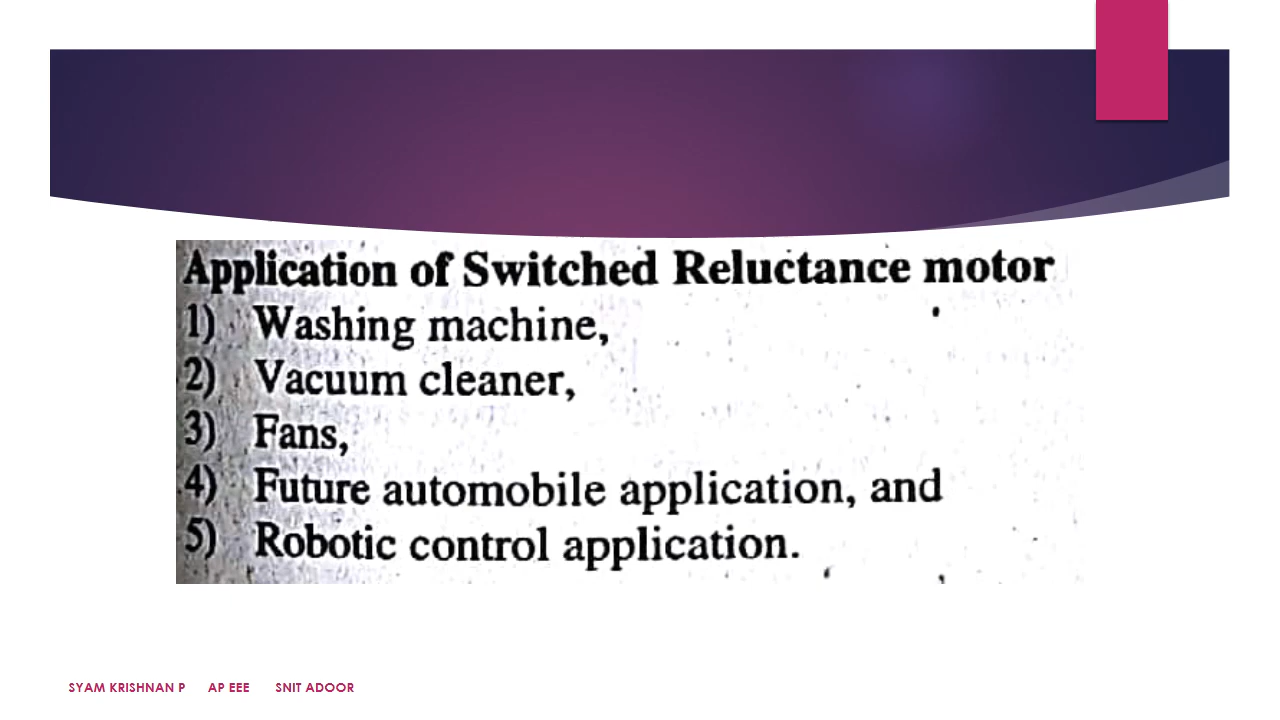 Application of Switched Reluctance motor
1) Washing machine,
2) Vacuum cleaner,
3) Fans,
4) Future automobile application, and
5) Robotic control application.
SYAM KRISHNAN P AP EEE SNIT ADOOR